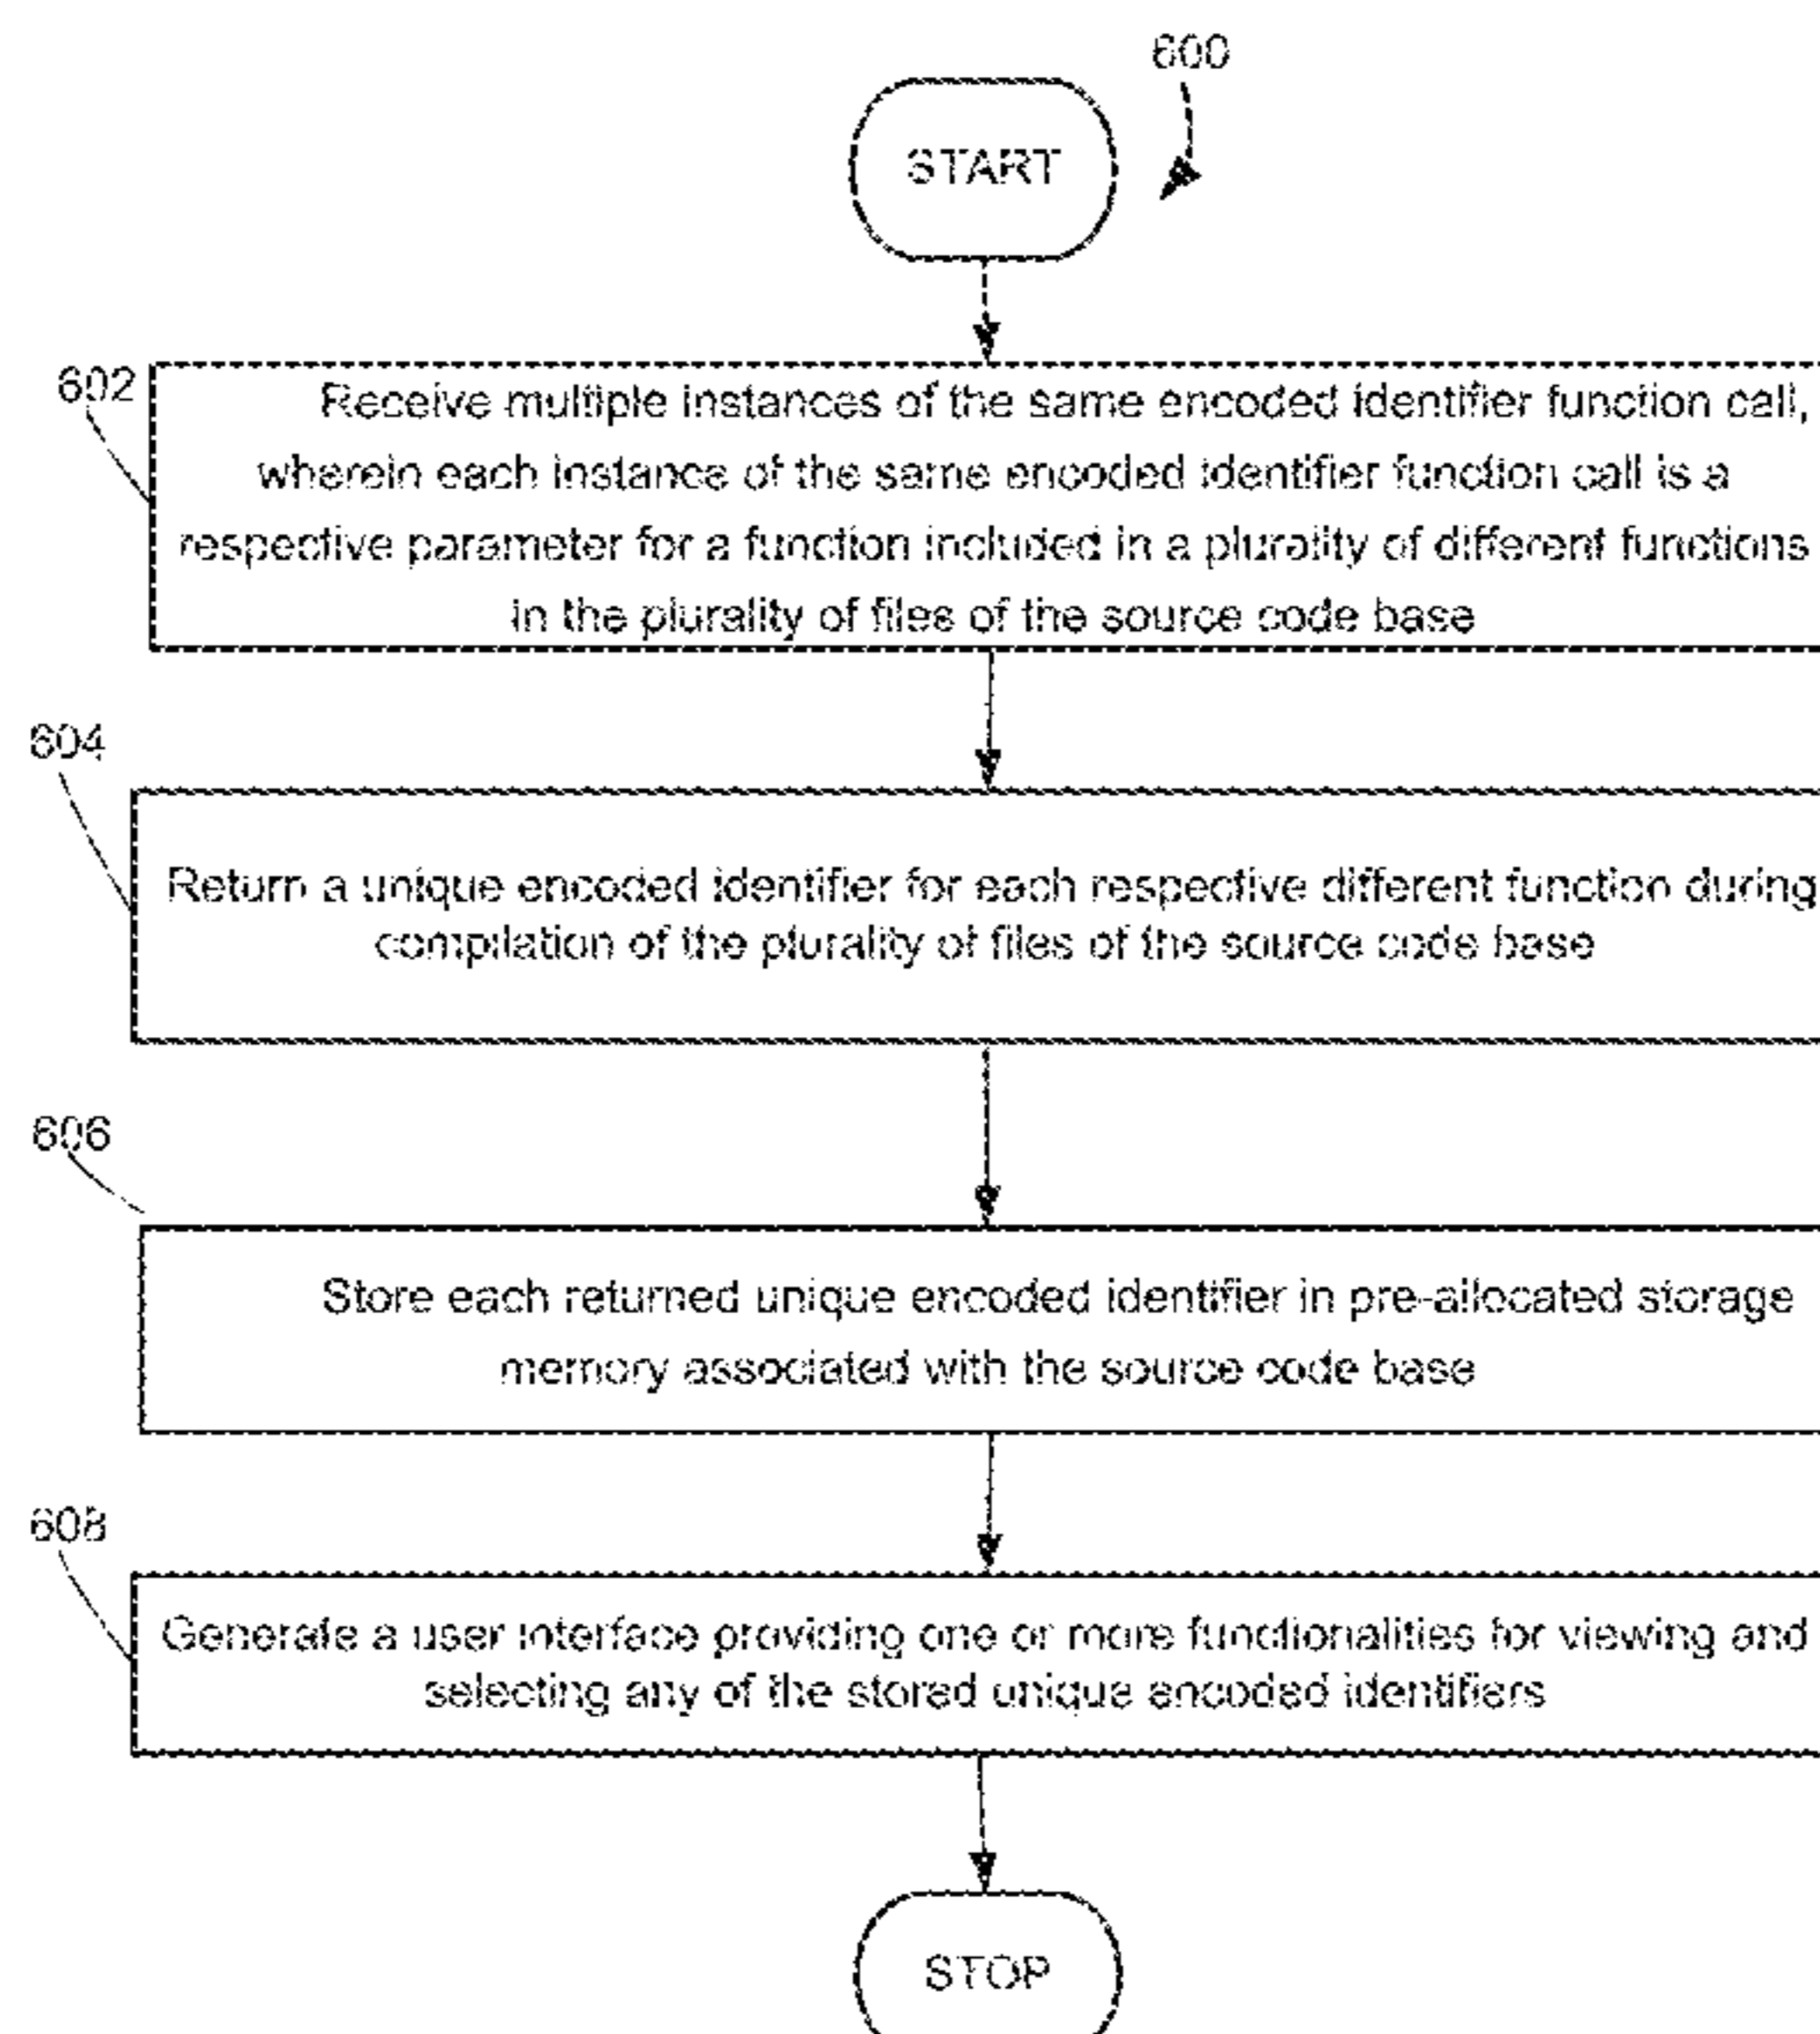 600
START
602
Receive multiple instances of the same encoded identifier function call,
wherein each instance of the same encoded identifier function call is a
respective parameter for a function included in a plurality of different functions
in the plurality of files of the source code base
604
Return a unique encoded identifier for each respective different function during
compilation of the plurality of files of the source code base
606
Store each returned unique encoded identifier in pre-allocated storage
memory associated with the source code base
608
Generate a user interface providing one or more functionalities for viewing and
selecting any of the stored unique encoded identifiers
STOP